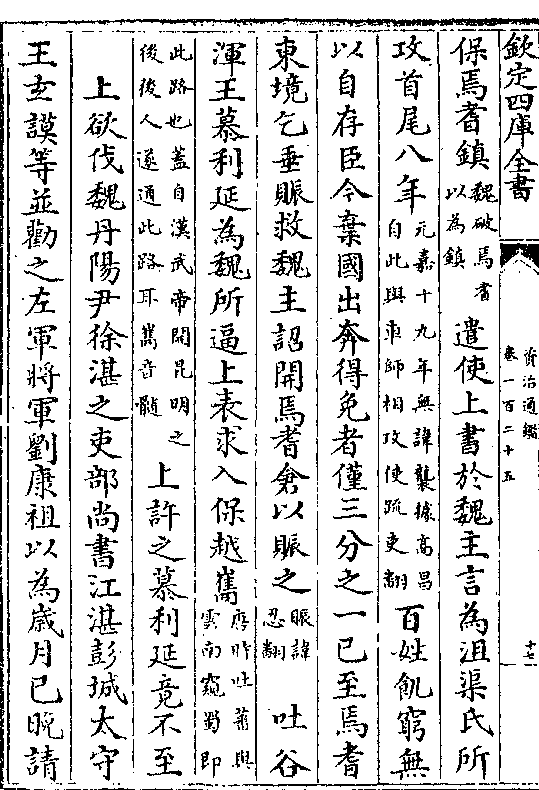 欽定四庫全書
資治通鑑
卷一百二十五
十七
保焉耆鎮魏破焉耆以為鎮遣使上書於魏主言為沮渠氏所
攻首尾八年元嘉十九年無諱襲據高昌自此與車師相攻使疏吏翻百姓飢窮無
以自存臣今棄國出奔得免者僅三分之一已至焉耆
東境乞垂賑救魏主詔開焉耆倉以賑之賑諱忍翻吐谷
渾王慕利延為魏所逼上表求入保越巂唐時吐蕃與雲南窺蜀即
此路也蓋自漢武帝開昆明之後後人遂通此路耳巂音髓上許之慕利延竟不至
上欲伐魏丹陽尹徐湛之吏部尚書江湛彭城太守
王玄謨等並勸之左軍將軍劉康祖以為歲月已晚請